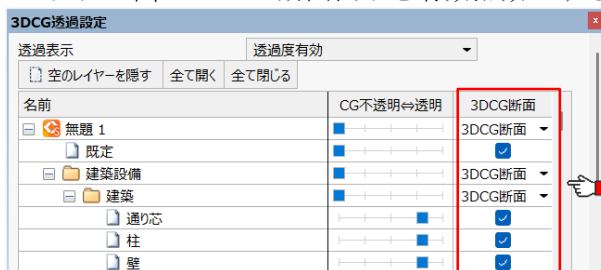 3DCG透過設定
透過表示 透過度有効
空のレイヤーを隠す 全て開く 全て閉じる
名前 CG不透明⇔透明 3DCG断面
無題 1 3DCG断面
既定
建築設備 3DCG断面
建築 3DCG断面
通り芯
柱
壁